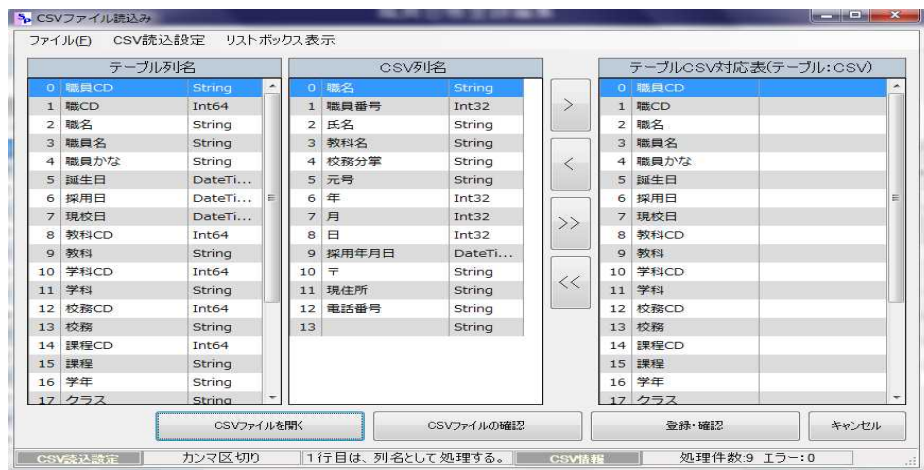 CSVファイル読込み
ファイル(F) CSV読込設定 リストボックス表示
テーブル列名
0 職員CD String
1 職CD Int64
2 職名 String
3 職員名 String
4 職員かな String
5 誕生日 DateTi...
6 採用日 DateTi...
7 現校日 DateTi...
8 教科CD Int64
9 教科 String
10 学科CD Int64
11 学科 String
12 校務CD Int64
13 校務 String
14 課程CD Int64
15 課程 String
16 学年 String
17 クラス String
CSV列名
0 職名 String
1 職員番号 Int32
2 氏名 String
3 教科名 String
4 校務分掌 String
5 元号 String
6 年 Int32
7 月 Int32
8 日 Int32
9 採用年月日 DateTi...
10 〒 String
11 現住所 String
12 電話番号 String
13 String
>
<
>>
<<
テーブルCSV対応表(テーブル:CSV)
0 職員CD
1 職CD
2 職名
3 職員名
4 職員かな
5 誕生日
6 採用日
7 現校日
8 教科CD
9 教科
10 学科CD
11 学科
12 校務CD
13 校務
14 課程CD
15 課程
16 学年
17 クラス
CSVファイルを開く CSVファイルの確認 登録・確認 キャンセル
CSV読込設定 カンマ区切り 1行目は、列名として処理する。 CSV情報 処理件数:9 エラー:0